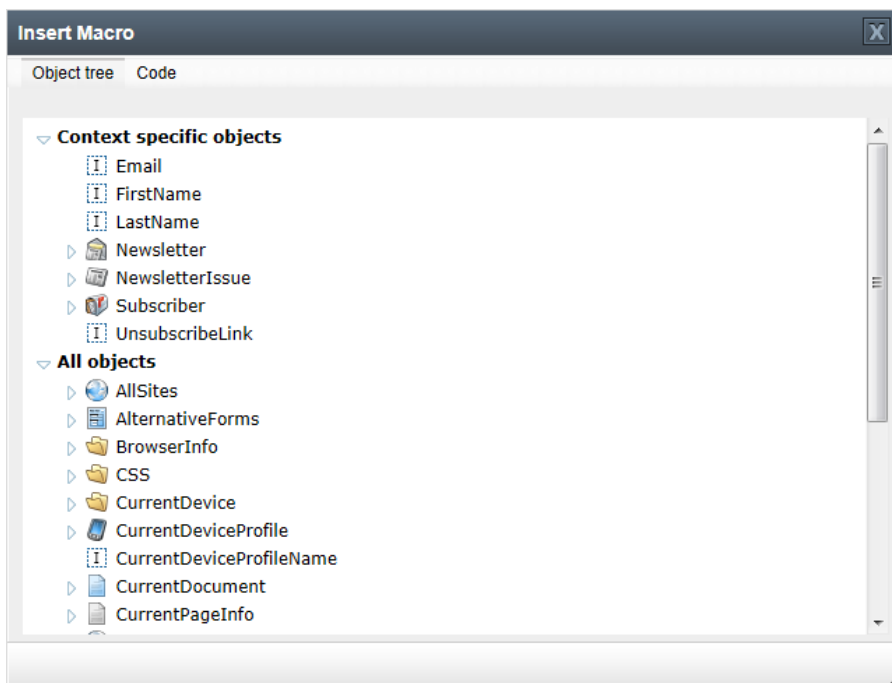 Insert Macro X
Object tree Code
Context specific objects
Email
FirstName
LastName
Newsletter
NewsletterIssue
Subscriber
UnsubscribeLink
All objects
AllSites
AlternativeForms
BrowserInfo
CSS
CurrentDevice
CurrentDeviceProfile
CurrentDeviceProfileName
CurrentDocument
CurrentPageInfo